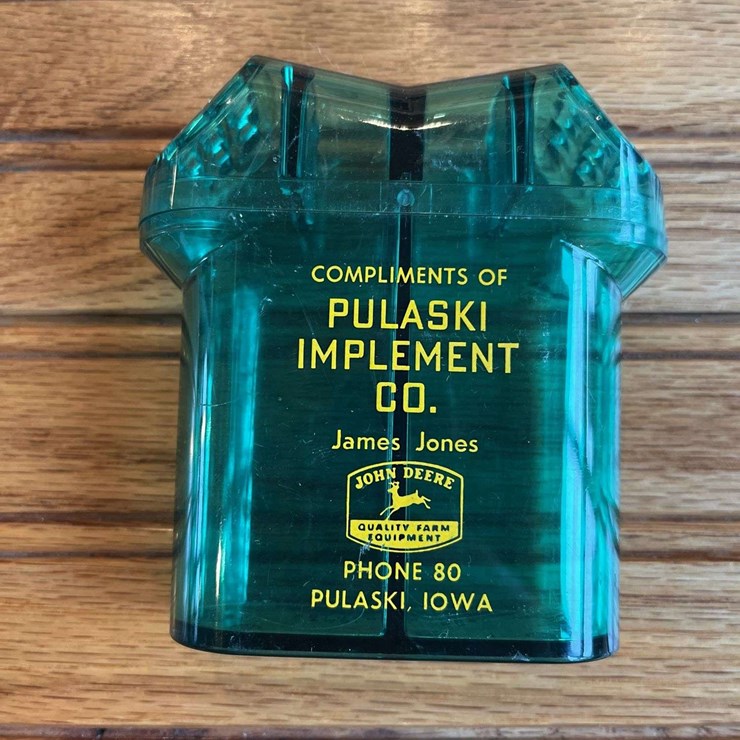 COMPLIMENTS OF
PULASKI
IMPLEMENT
CO.
James Jones
JOHN DEERE
QUALITY FARM
EQUIPMENT
PHONE 80
PULASKI, IOWA